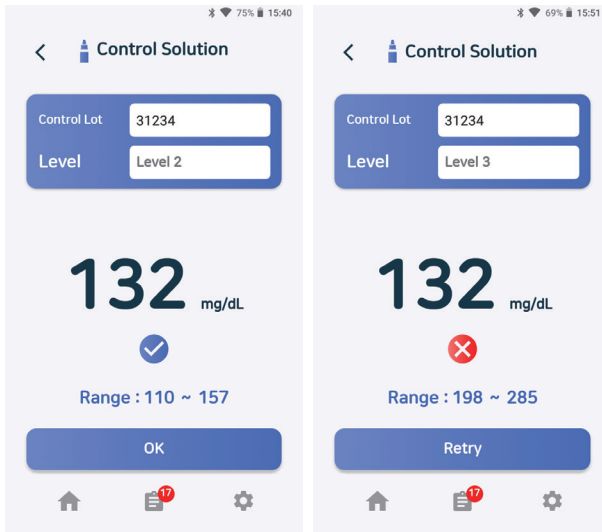 75% 15:40
Control Solution
Control Lot 31234
Level Level 2
132 mg/dL
Range : 110 ~ 157
OK
17
69% 15:51
Control Solution
Control Lot 31234
Level Level 3
132 mg/dL
Range : 198 ~ 285
Retry
17